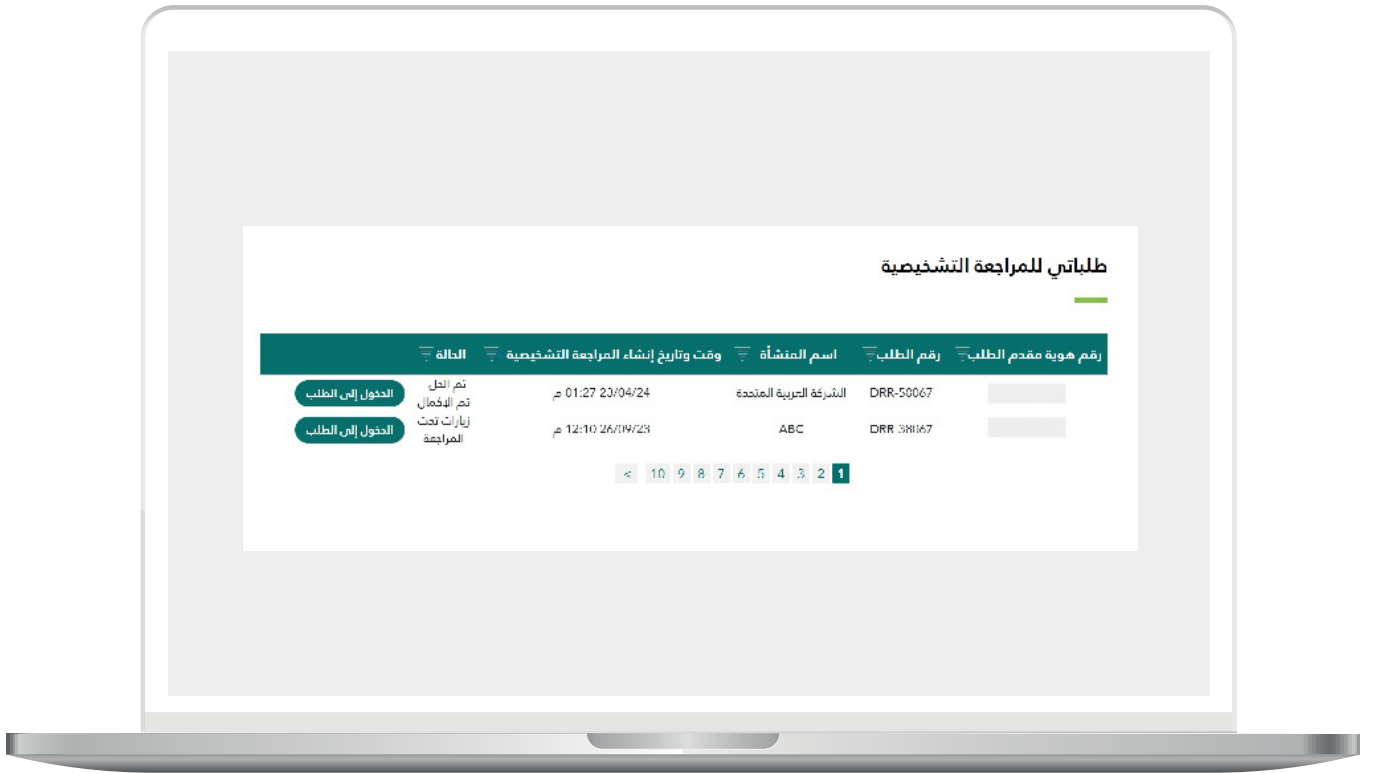 طلباتي للمراجعة التشخيصية
رقم هوية مقدم الطلب رقم الطلب اسم المنشأة وقت وتاريخ إنشاء المراجعة التشخيصية الحالة
DRR-50067 الشركة العربية المتحدة 23/04/24 01:27 م تم الحل تم الإكمال الدخول إلى الطلب
DRR-38067 ABC 26/09/23 12:10 م زيارات تحت المراجعة الدخول إلى الطلب
1 2 3 4 5 6 7 8 9 10 >